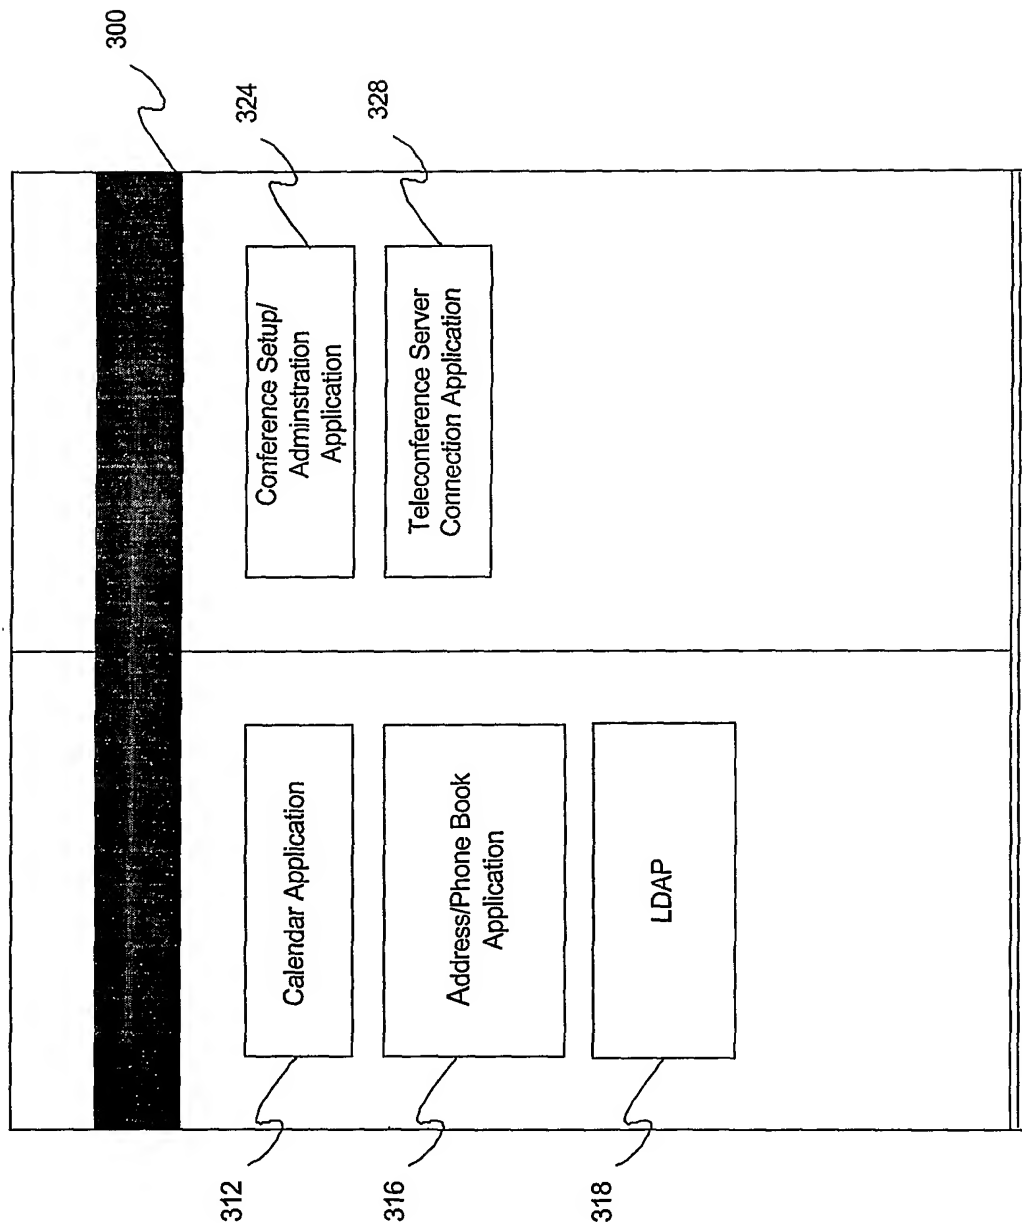 300
Calendar Application
Address/Phone Book
Application
LDAP
Conference Setup/
Adminstration
Application
Teleconference Server
Connection Application
312
316
318
324
328